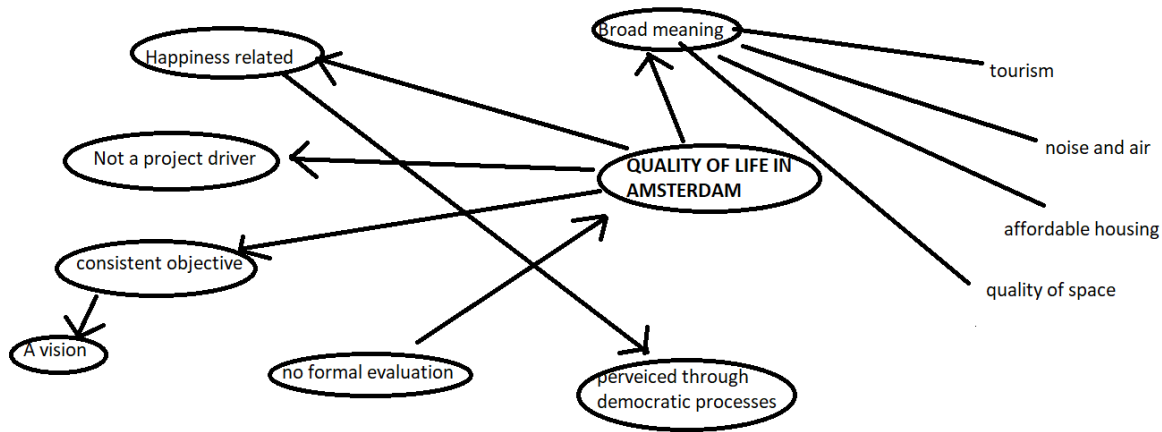 Broad meaning
Happiness related
tourism
noise and air
Not a project driver
QUALITY OF LIFE IN
AMSTERDAM
affordable housing
consistent objective
quality of space
A vision
no formal evaluation
perveiced through
democratic processes